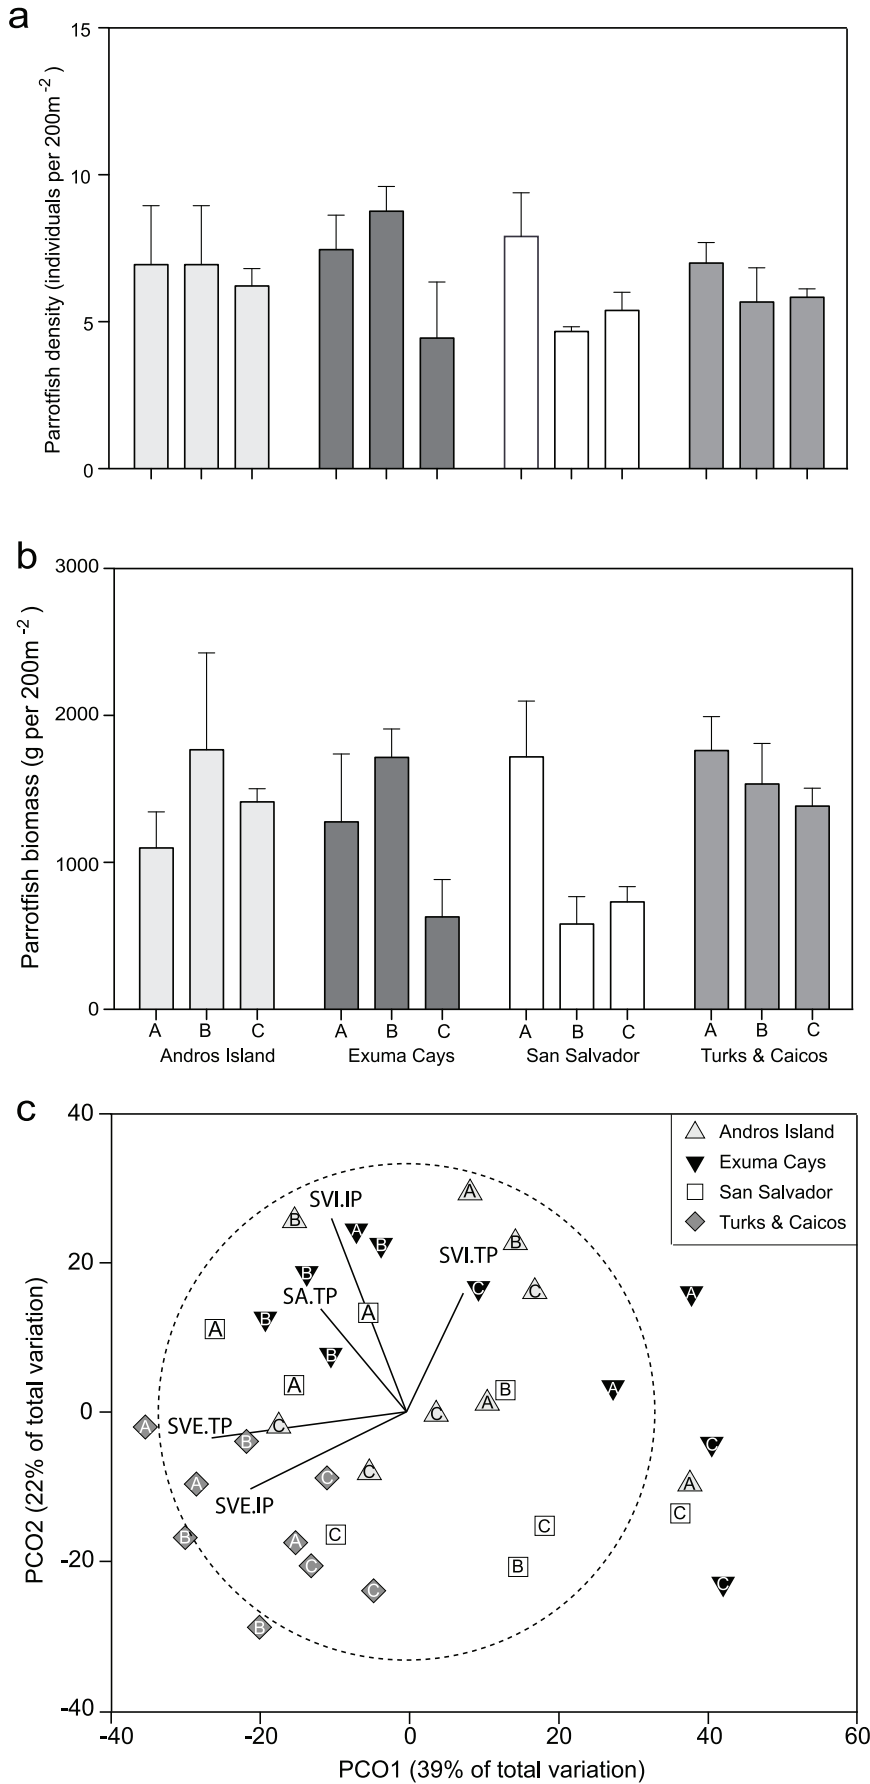 a
Parrotfish density (individuals per 200m-2 )
15
10
5
0
b
Parrotfish biomass (g per 200m-2 )
3000
2000
1000
0
A B C A B C A B C A B C
Andros Island Exuma Cays San Salvador Turks & Caicos
c
PCO2 (22% of total variation)
40
20
0
-20
-40
Andros Island
Exuma Cays
San Salvador
Turks & Caicos
A
SVI.IP
B
A
B
B
SVI.TP
B
C
C
A
SA.TP
A
B
A
B
A
A
B
A
C
A
C
A
SVE.TP
B
C
C
C
A
A
C
SVE.IP
C
B
C
A
C
B
C
C
B
-40 -20 0 20 40 60
PCO1 (39% of total variation)